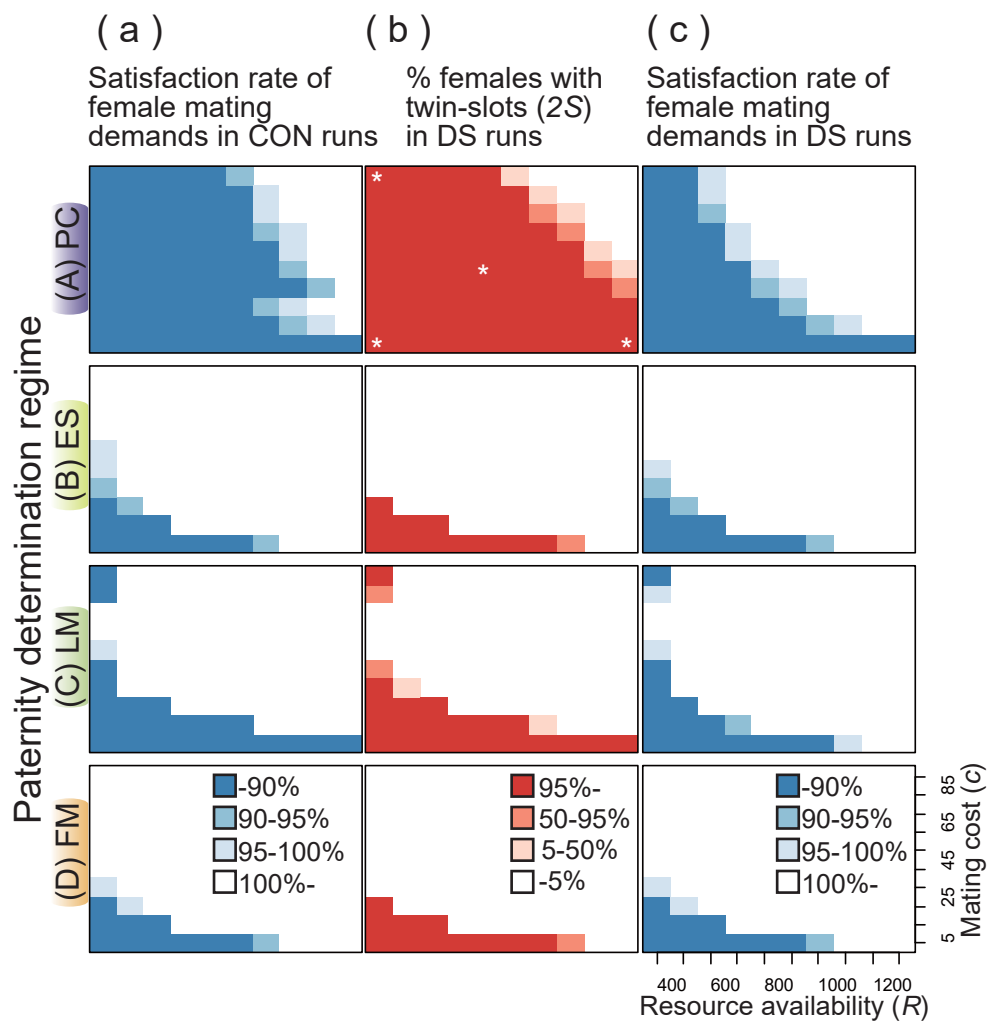 ( a )
( b )
( c )
Satisfaction rate of
female mating
demands in CON runs
% females with
twin-slots (2S)
in DS runs
Satisfaction rate of
female mating
demands in DS runs
Paternity determination regime
(A) PC
*
*
*
*
(B) ES
(C) LM
(D) FM
-90%
90-95%
95-100%
100%-
95%-
50-95%
5-50%
-5%
-90%
90-95%
95-100%
100%-
85
65
45
25
5
Mating cost (c)
400 600 800 1000 1200
Resource availability (R)